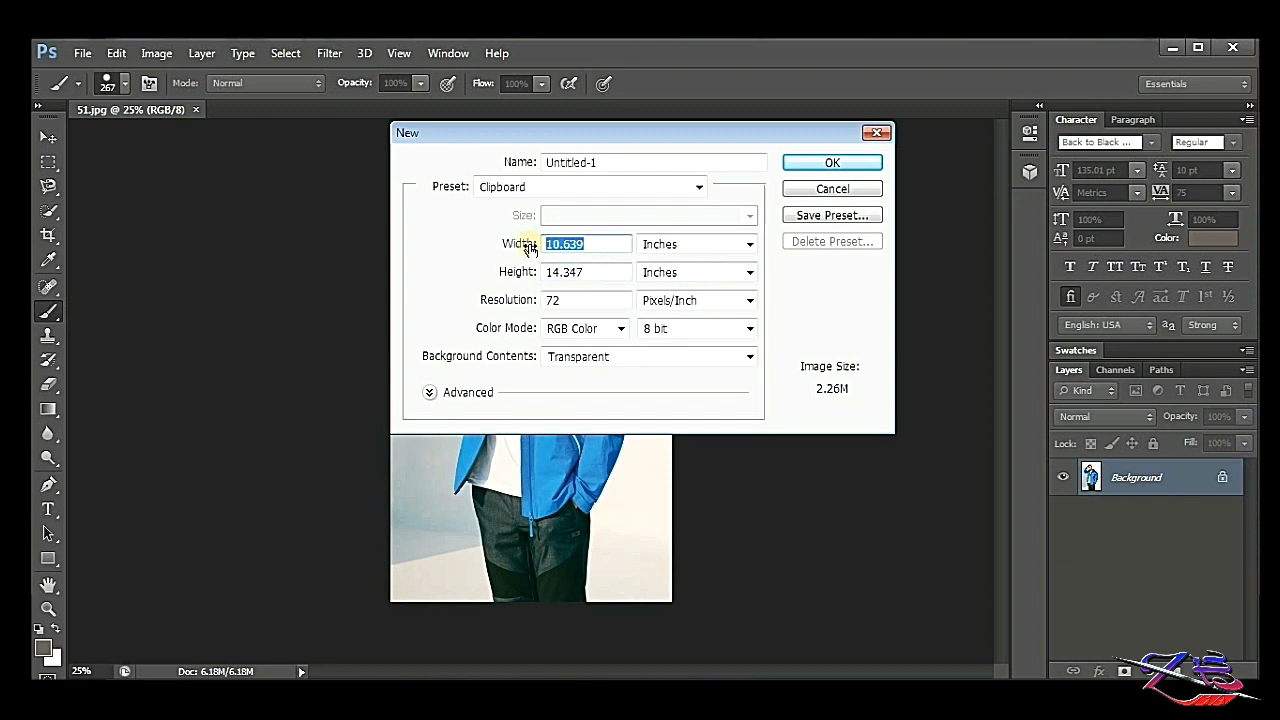 Ps File Edit Image Layer Type Select Filter 3D View Window Help
267 Mode: Normal Opacity: 100% Flow: 100% Essentials
51.jpg @ 25% (RGB/8) ×
Character Paragraph
Back to Black ... Regular
135.01 pt 10 pt
Metrics 75
100% 100%
0 pt Color:
English: USA aa Strong
Swatches
Layers Channels Paths
Kind
Normal Opacity: 100%
Lock: Fill: 100%
Background
New
Name: Untitled-1 OK
Preset: Clipboard Cancel
Size: Save Preset...
Width: 10.639 Inches Delete Preset...
Height: 14.347 Inches
Resolution: 72 Pixels/Inch
Color Mode: RGB Color 8 bit
Background Contents: Transparent
Image Size:
2.26M
Advanced
25% Doc: 6.18M/6.18M